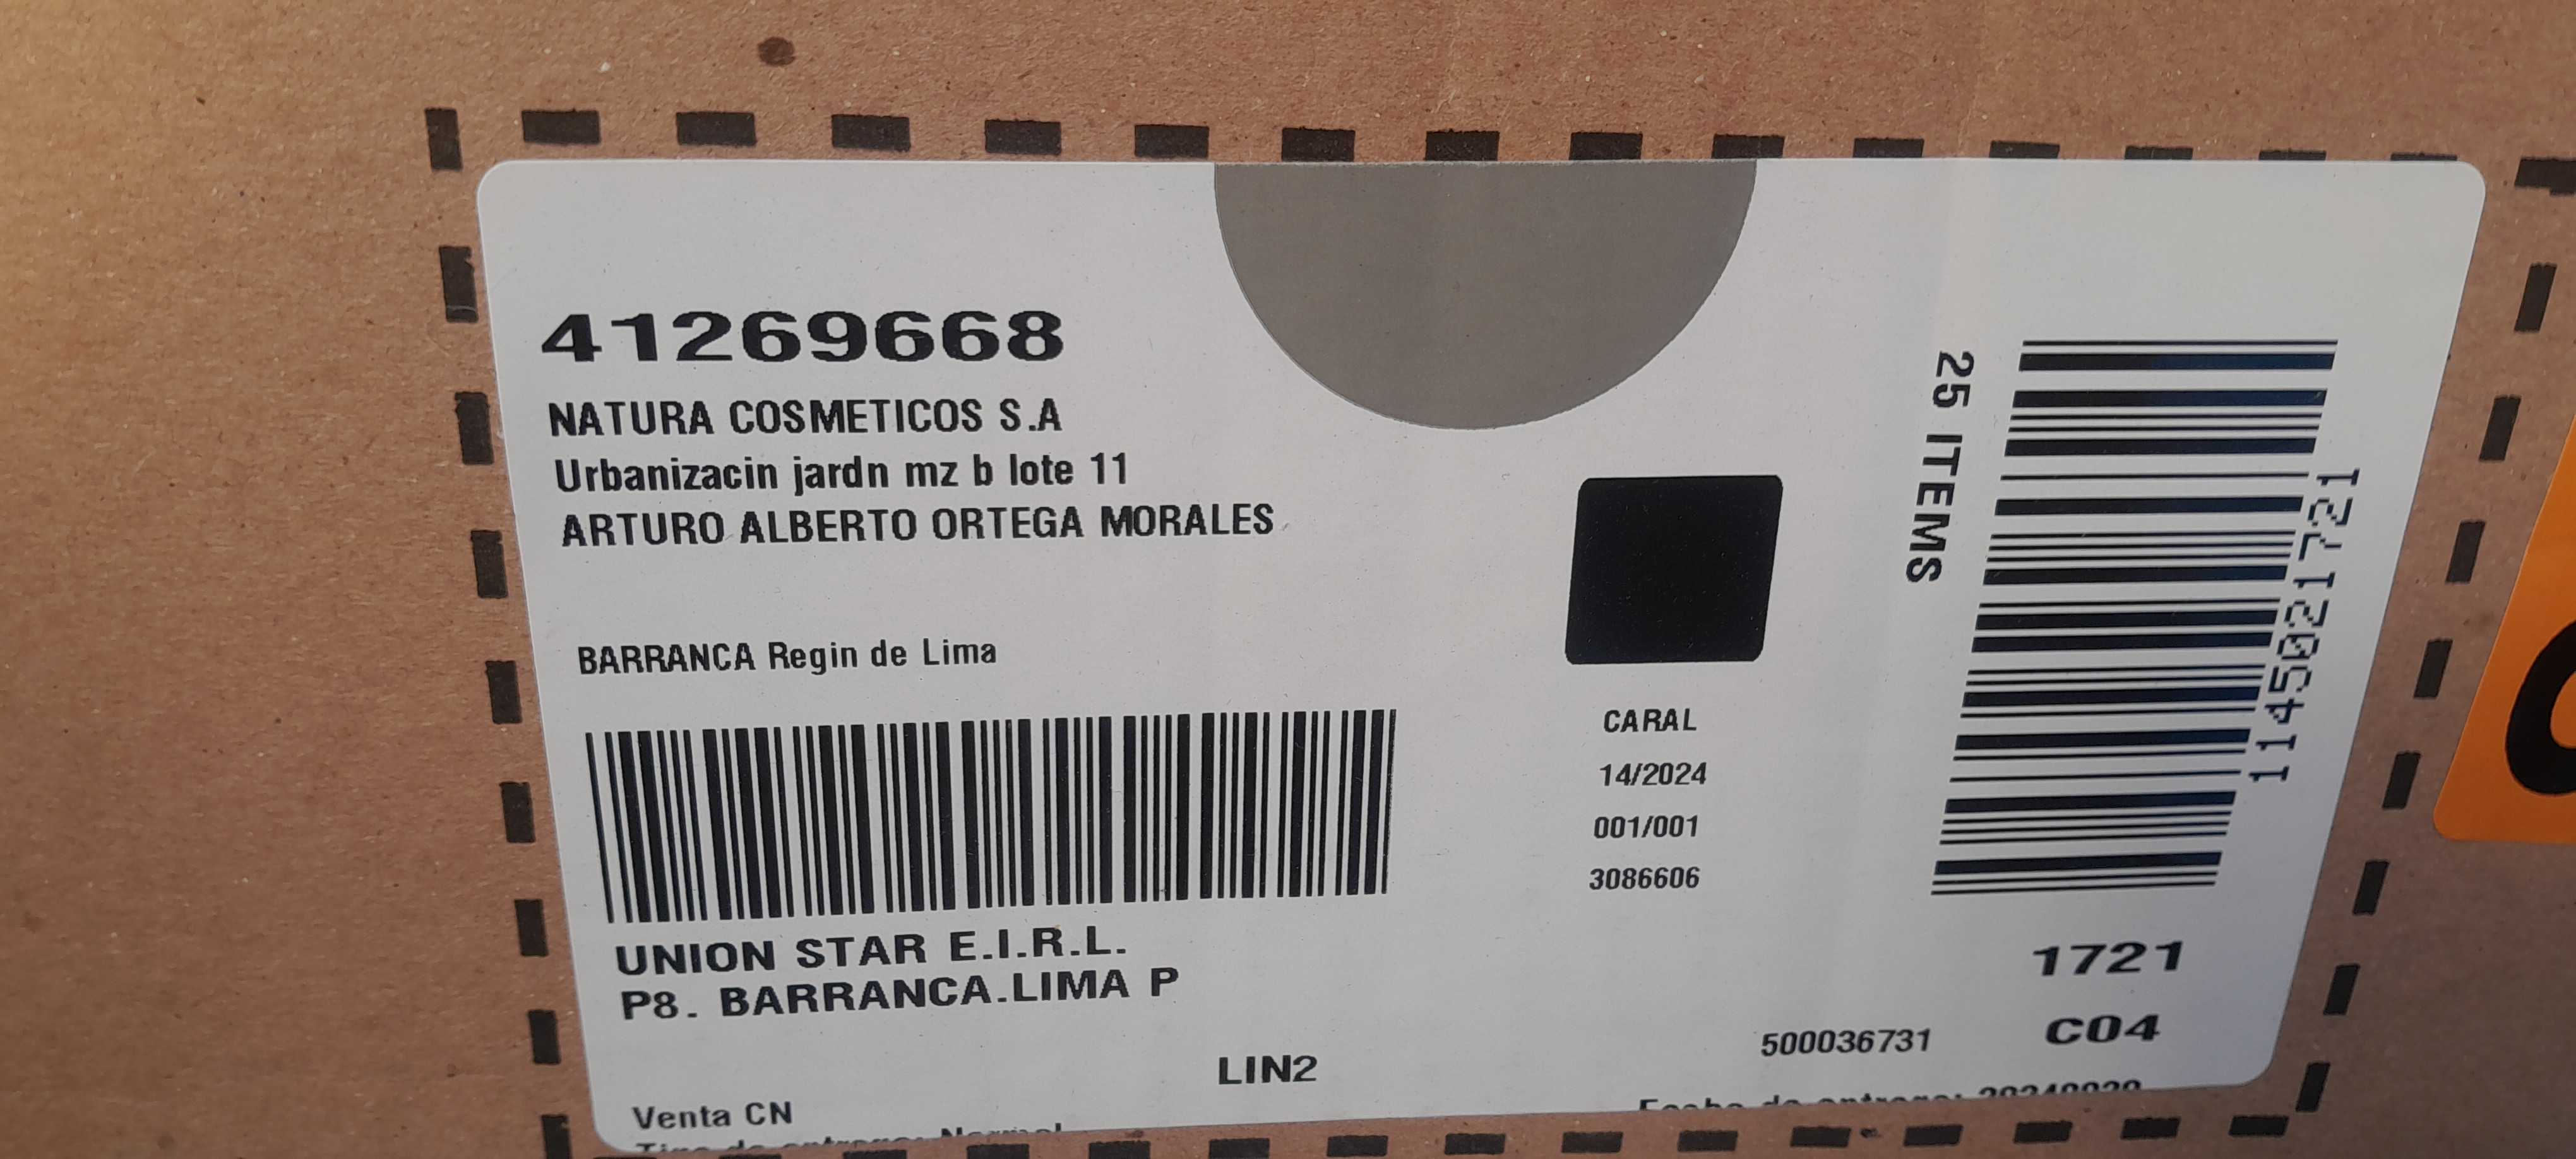 41269668
NATURA COSMETICOS S.A
Urbanizacin jardn mz b lote 11
ARTURO ALBERTO ORTEGA MORALES
BARRANCA Regin de Lima
UNION STAR E.I.R.L.
P8. BARRANCA.LIMA P
LIN2
Venta CN
CARAL
14/2024
001/001
3086606
25 ITEMS
114502171721
1721
C04
500036731